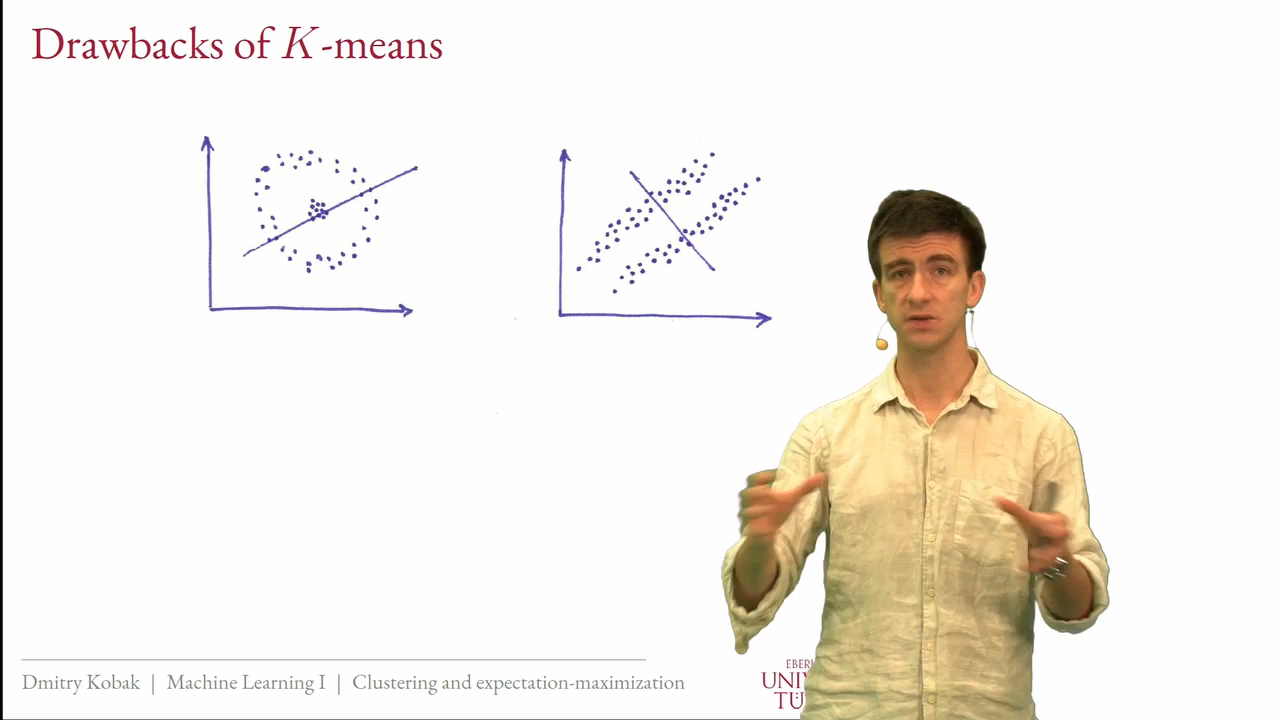 Drawbacks of K-means
Dmitry Kobak | Machine Learning I | Clustering and expectation-maximization